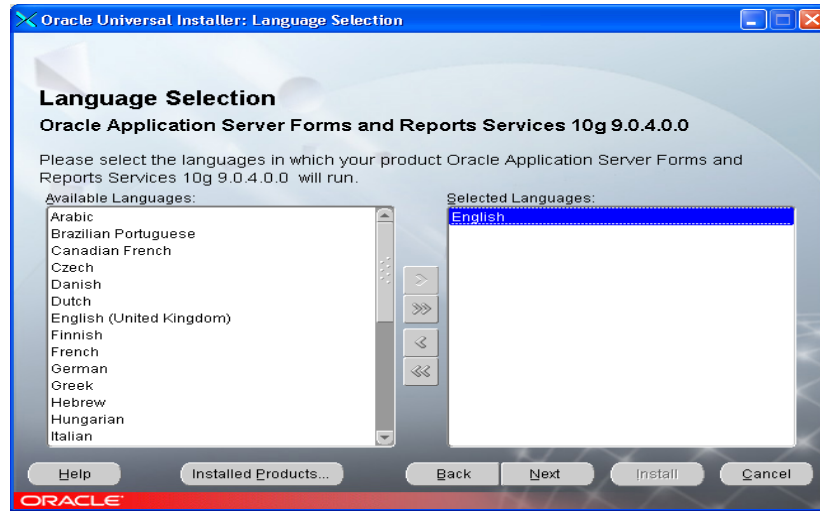 Oracle Universal Installer: Language Selection
Language Selection
Oracle Application Server Forms and Reports Services 10g 9.0.4.0.0
Please select the languages in which your product Oracle Application Server Forms and
Reports Services 10g 9.0.4.0.0 will run.
Available Languages:
Arabic
Brazilian Portuguese
Canadian French
Czech
Danish
Dutch
English (United Kingdom)
Finnish
French
German
Greek
Hebrew
Hungarian
Italian
Selected Languages:
English
Help
Installed Products...
Back
Next
Install
Cancel
ORACLE